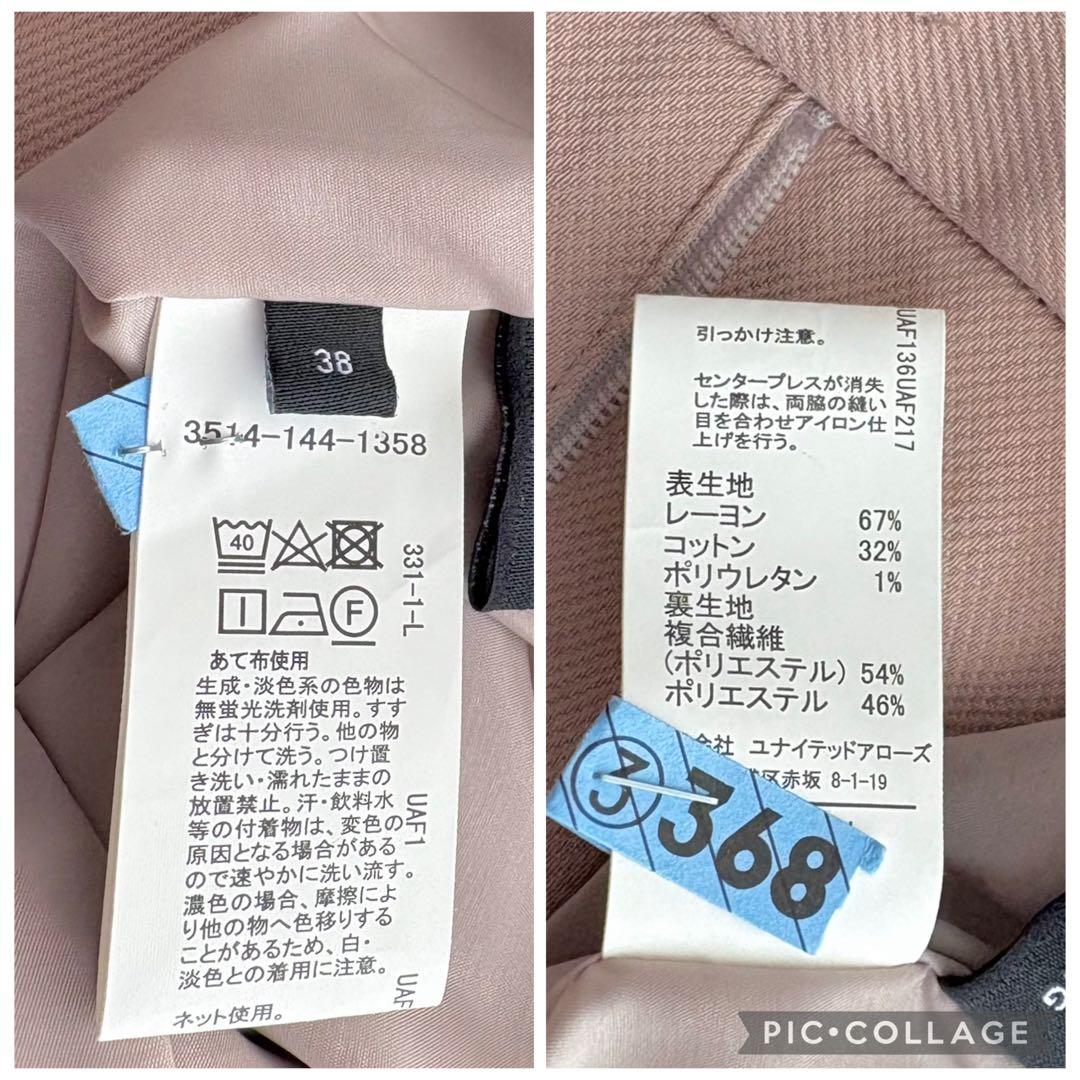 38
3514-144-1358
40
F
331-1-L
あて布使用
生成・淡色系の色物は
無蛍光洗剤使用。すす
ぎは十分行う。他の物
と分けて洗う。つけ置
き洗い・濡れたままの
放置禁止。汗・飲料水
等の付着物は、変色の
原因となる場合がある
ので速やかに洗い流す。
濃色の場合、摩擦によ
り他の物へ色移りする
ことがあるため、白・
淡色との着用に注意。
ネット使用。
UAF1
UAF
引っかけ注意。
センタープレスが消失
した際は、両脇の縫い
目を合わせアイロン仕
上げを行う。
UAF136UAF217
表生地
レーヨン 67%
コットン 32%
ポリウレタン 1%
裏生地
複合繊維
(ポリエステル) 54%
ポリエステル 46%
会社 ユナイテッドアローズ
区赤坂 8-1-19
3 368
G
PIC•COLLAGE